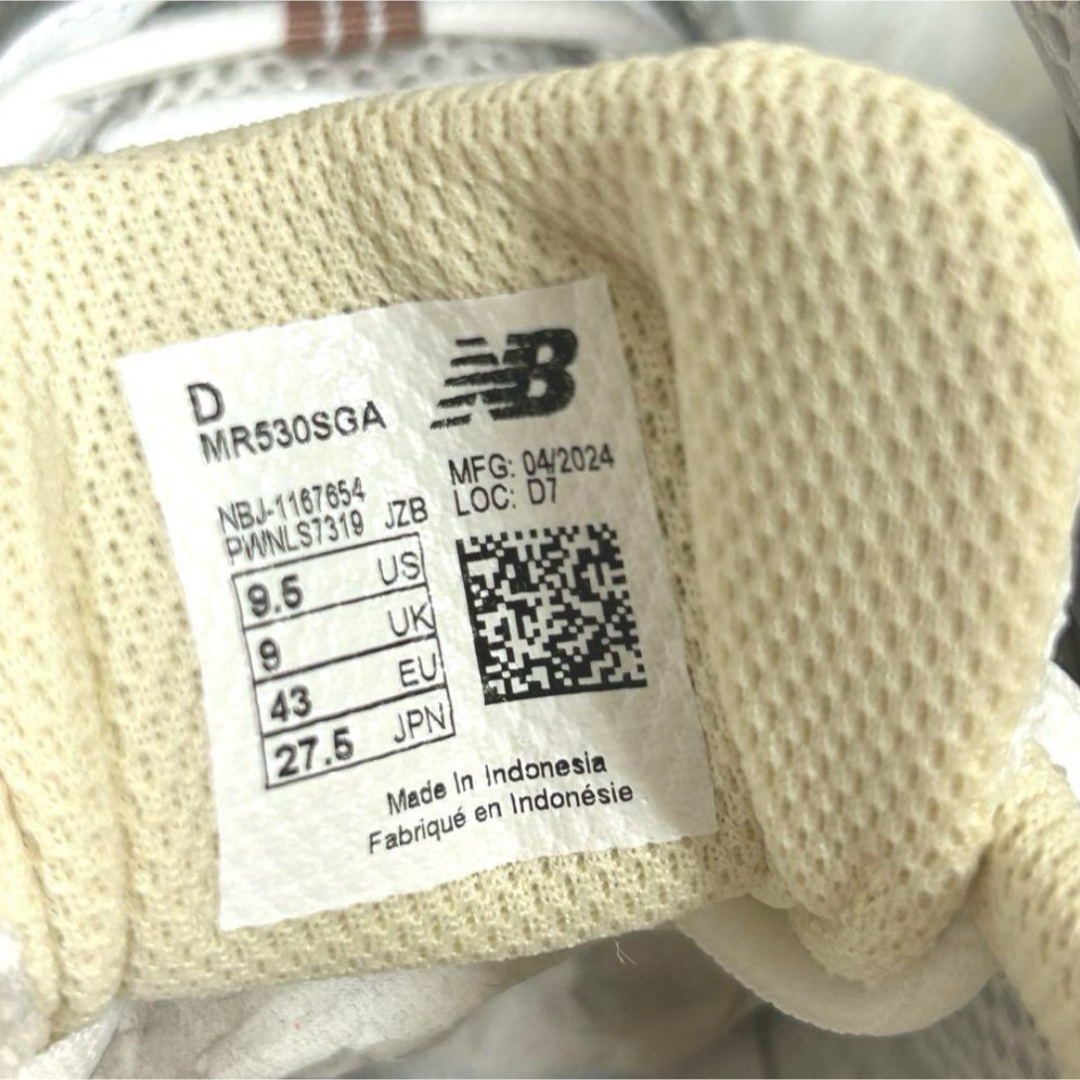 D
NB
MR530SGA
MFG: 04/2024
LOC: D7
NBJ-1167654
PWNLS7319 JZB
9.5 US
9 UK
43 EU
27.5 JPN
Made In Indonesia
Fabriqué en Indonésie